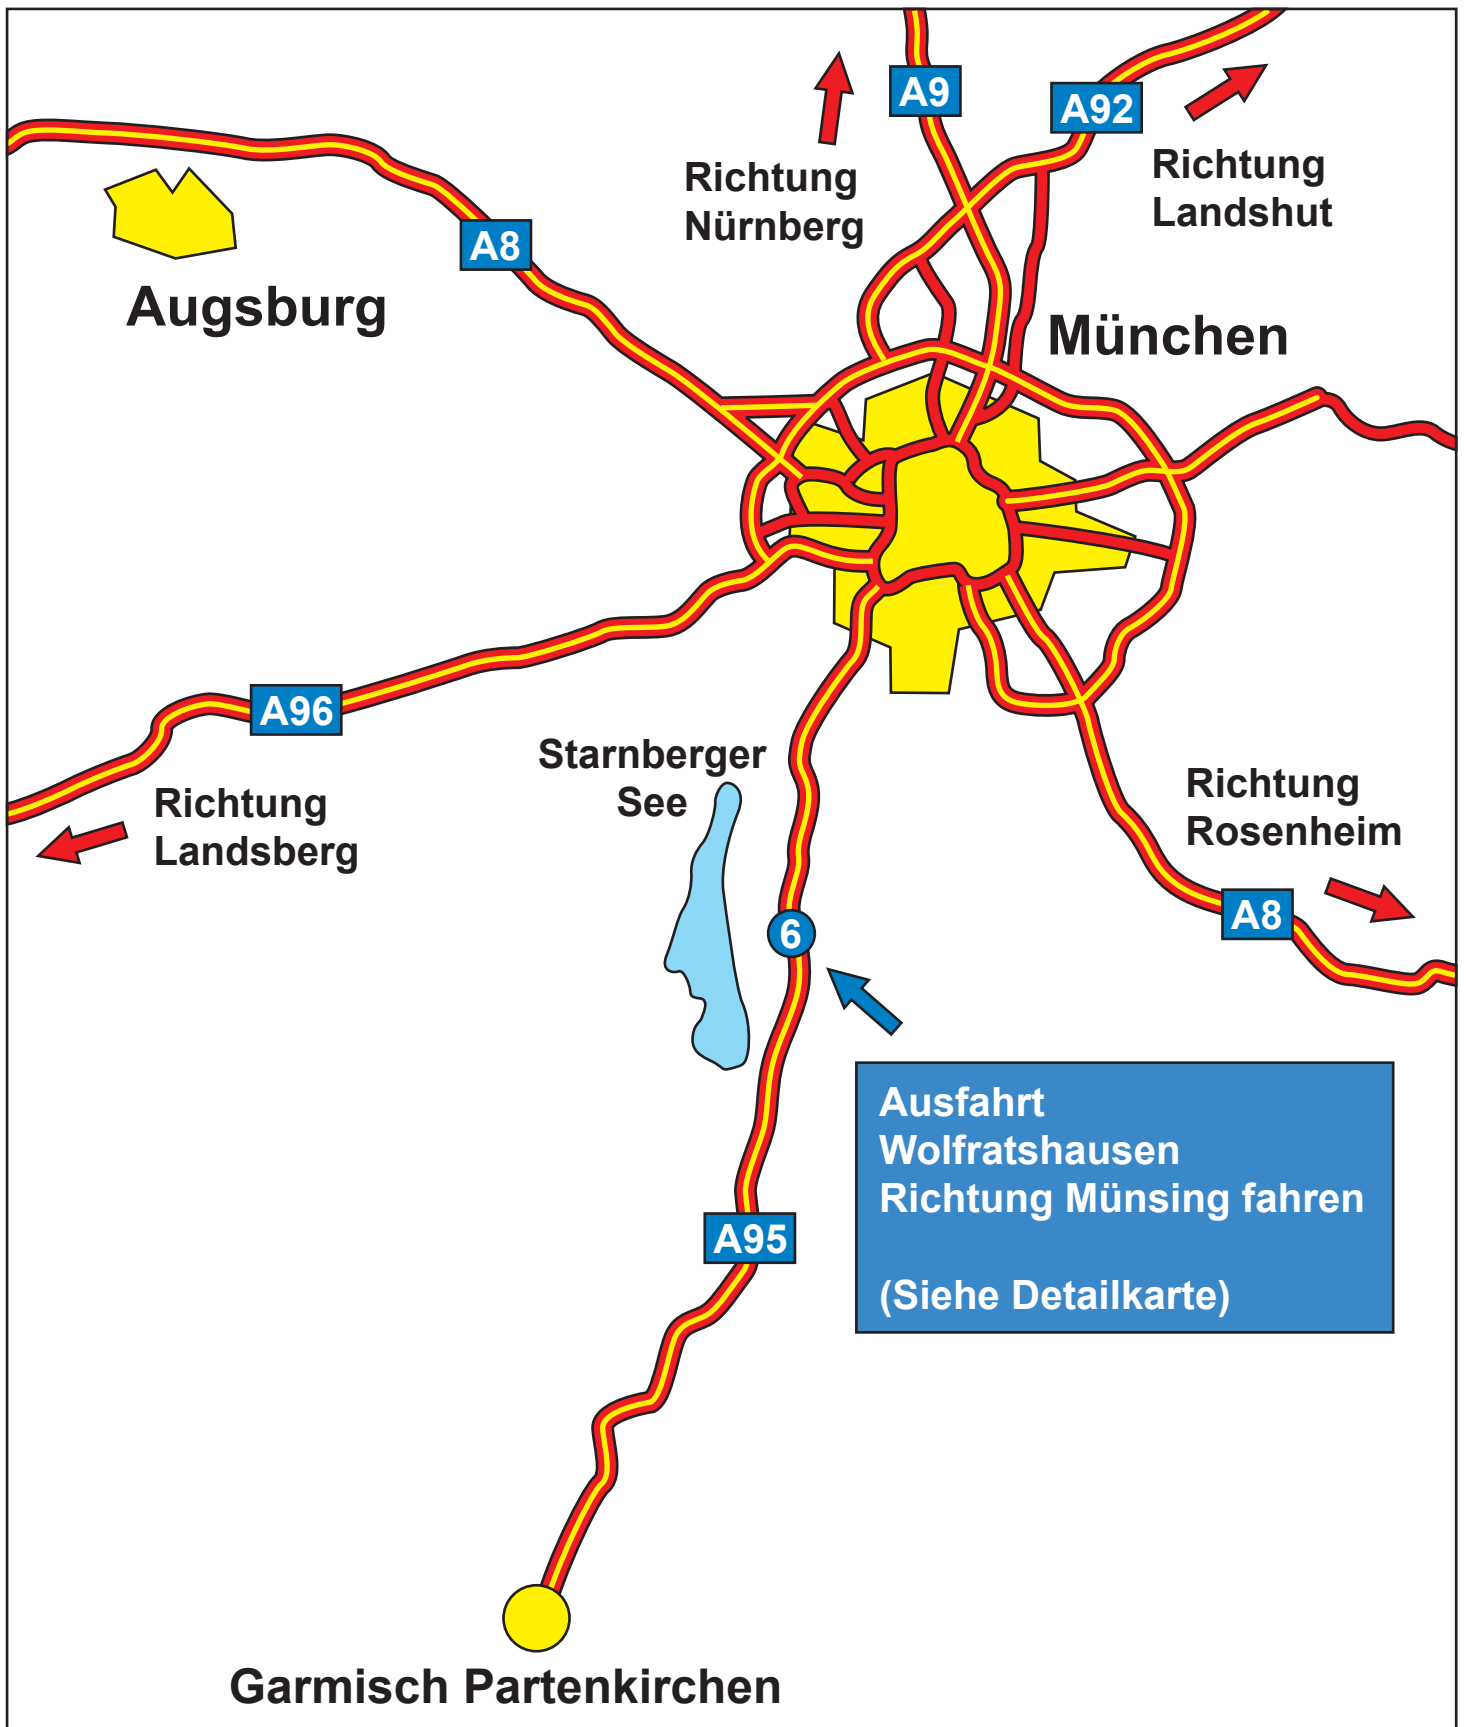 A9
A92
Richtung
Nürnberg
Richtung
Landshut
A8
Augsburg
München
A96
Richtung
Landsberg
Starnberger
See
Richtung
Rosenheim
A8
6
Ausfahrt
Wolfratshausen
Richtung Münsing fahren
(Siehe Detailkarte)
A95
Garmisch Partenkirchen